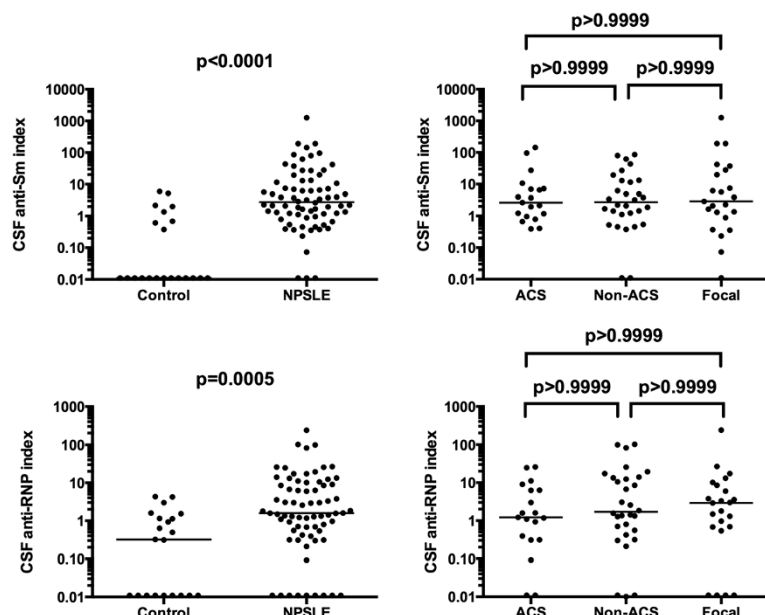 p<0.0001
CSF anti-Sm index
10000
1000
100
10
1
0.10
0.01
Control
NPSLE
p>0.9999
p>0.9999
p>0.9999
CSF anti-Sm index
10000
1000
100
10
1
0.10
0.01
ACS
Non-ACS
Focal
p=0.0005
CSF anti-RNP index
1000
100
10
1
0.10
0.01
Control
NPSLE
p>0.9999
p>0.9999
p>0.9999
CSF anti-RNP index
1000
100
10
1
0.10
0.01
ACS
Non-ACS
Focal